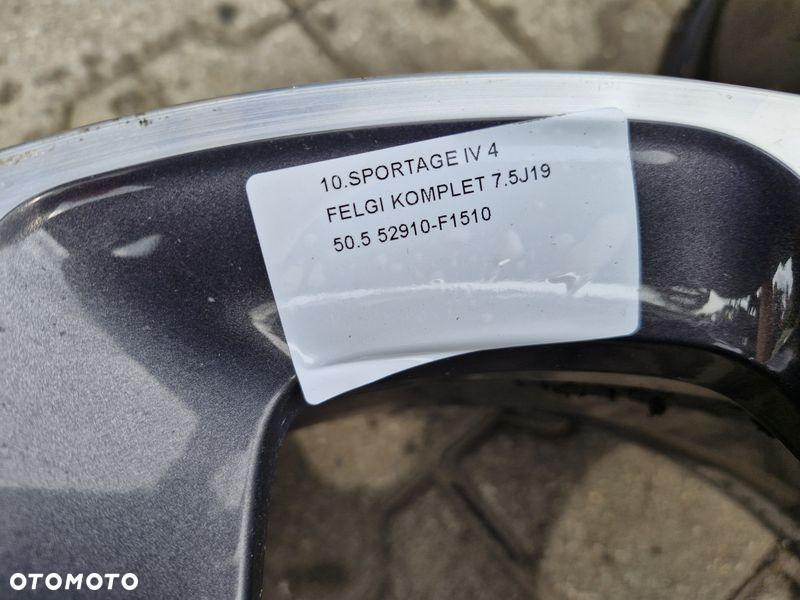 10.SPORTAGE IV 4
FELGI KOMPLET 7.5J19
50.5 52910-F1510
OTOMOTO